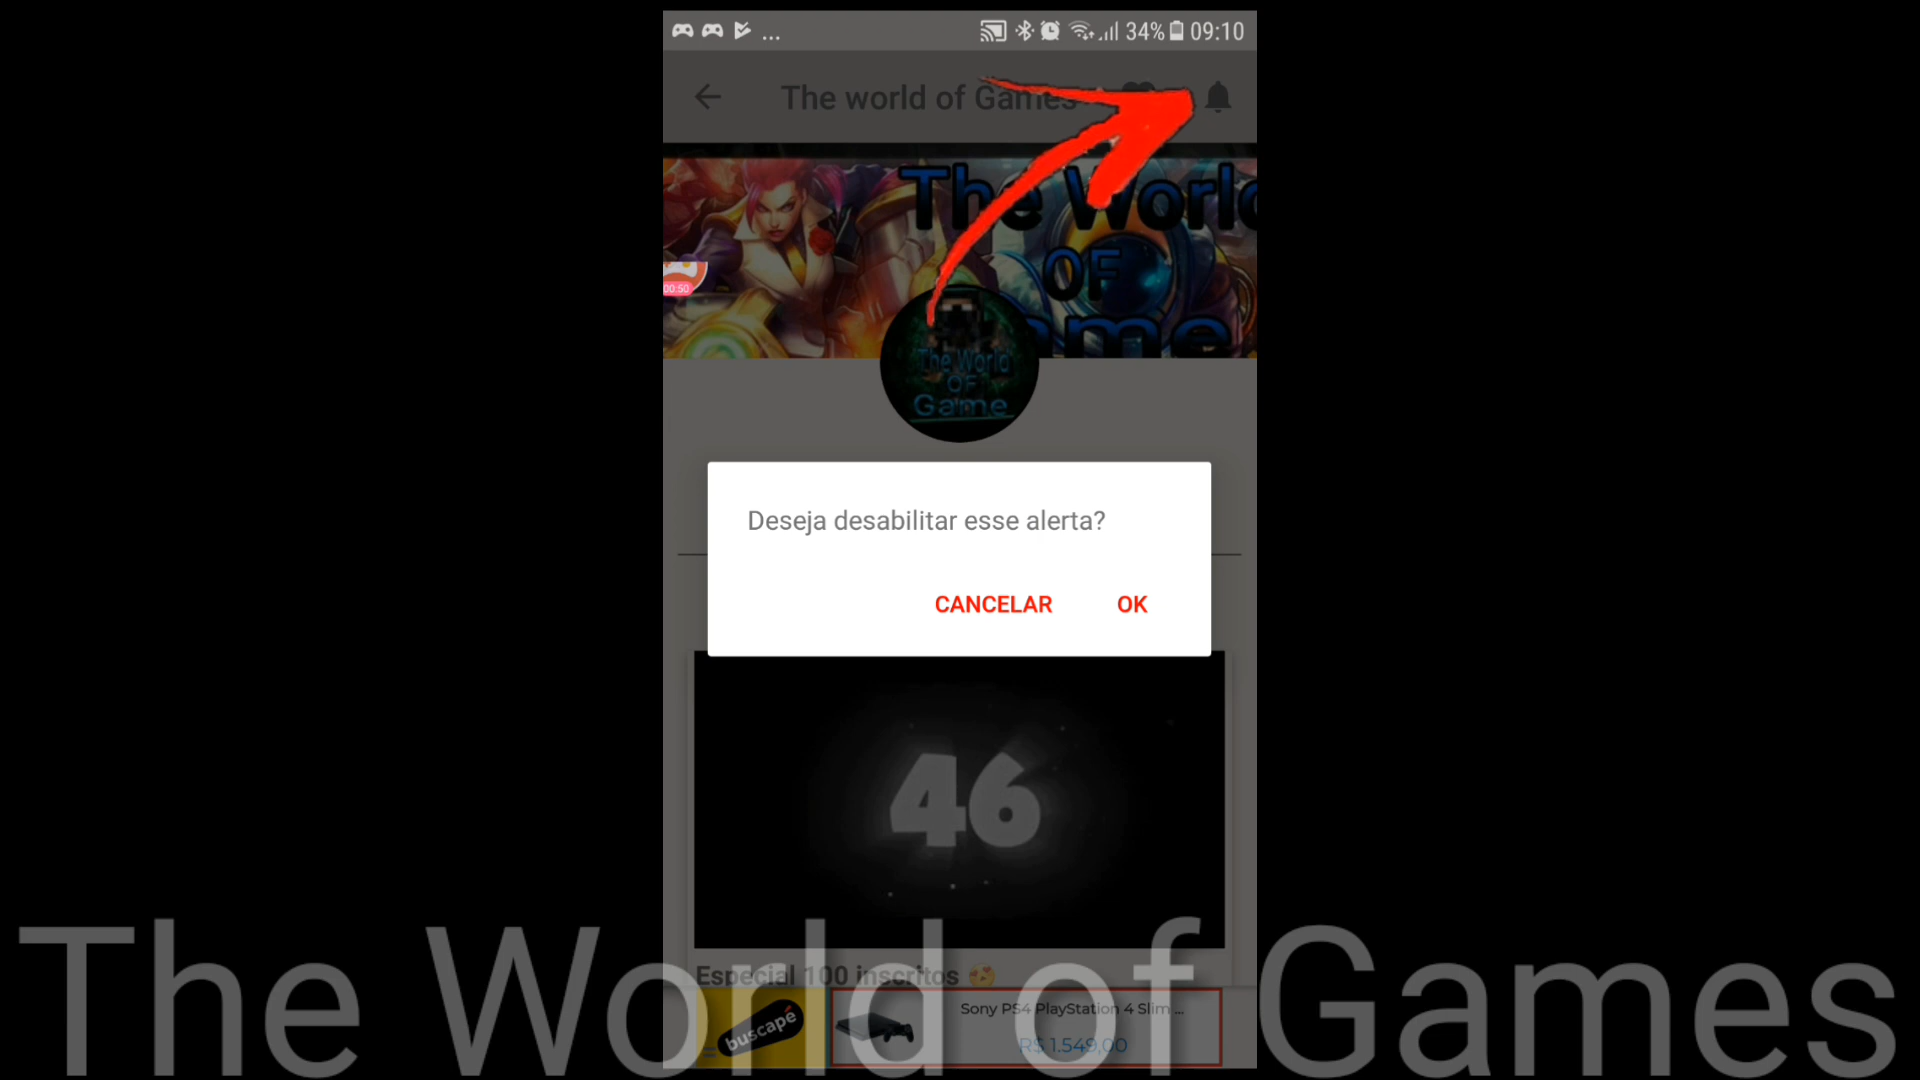 ... 34% 09:10
The world of Games
The World
OF
Game
00:50
The World
OF
Game
Deseja desabilitar esse alerta?
CANCELAR OK
46
Especial 100 inscritos
buscapé
Sony PS4 PlayStation 4 Slim ...
R$ 1.549,00
The World of Games